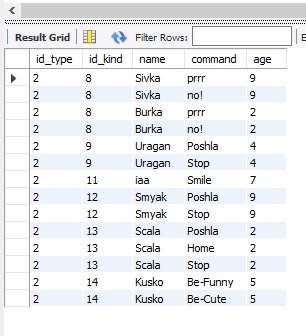 Result Grid Filter Rows: E
id_type id_kind name command age
2 8 Sivka prrr 9
2 8 Sivka no! 9
2 8 Burka prrr 2
2 8 Burka no! 2
2 9 Uragan Poshla 4
2 9 Uragan Stop 4
2 11 iaa Smile 7
2 12 Smyak Poshla 9
2 12 Smyak Stop 9
2 13 Scala Poshla 2
2 13 Scala Home 2
2 13 Scala Stop 2
2 14 Kusko Be-Funny 5
2 14 Kusko Be-Cute 5